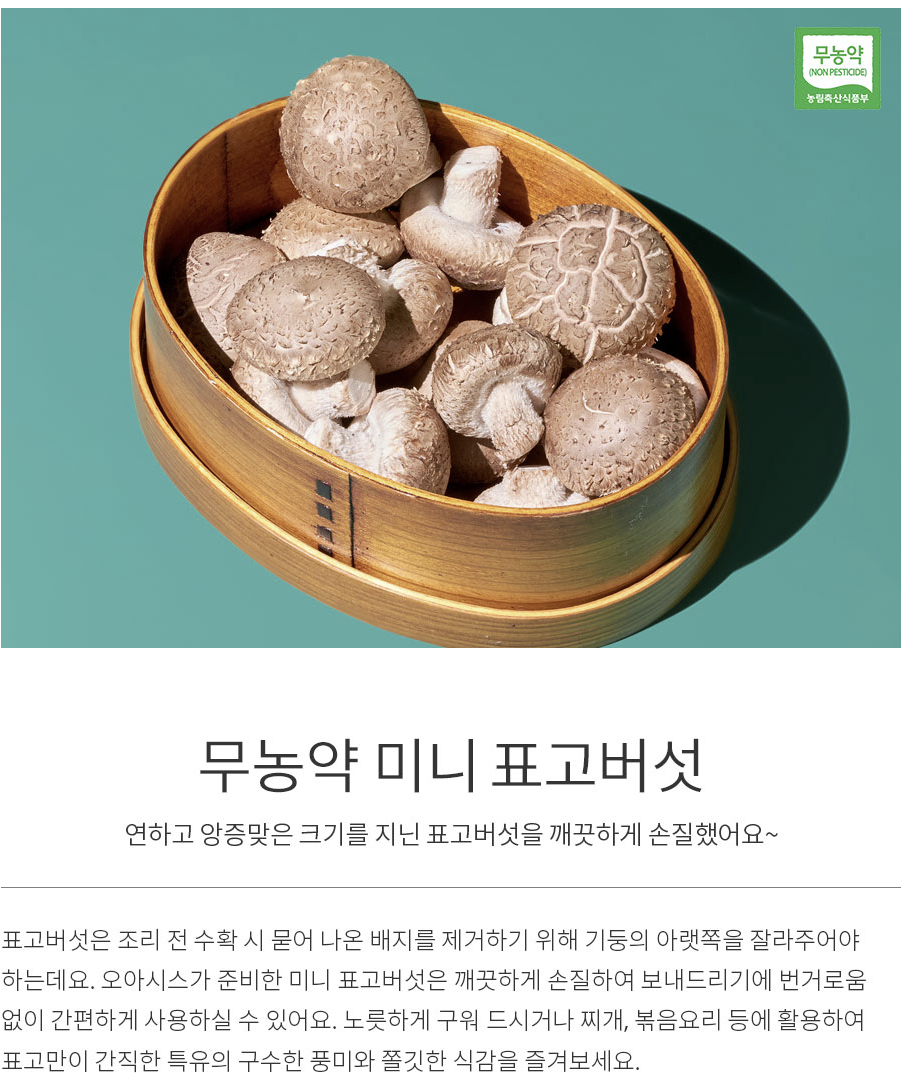 무농약
(NON PESTICIDE)
농림축산식품부
무농약 미니 표고버섯
연하고 앙증맞은 크기를 지닌 표고버섯을 깨끗하게 손질했어요~
표고버섯은 조리 전 수확 시 묻어 나온 배지를 제거하기 위해 기둥의 아랫쪽을 잘라주어야
하는데요. 오아시스가 준비한 미니 표고버섯은 깨끗하게 손질하여 보내드리기에 번거로움
없이 간편하게 사용하실 수 있어요. 노릇하게 구워 드시거나 찌개, 볶음요리 등에 활용하여
표고만이 간직한 특유의 구수한 풍미와 쫄깃한 식감을 즐겨보세요.